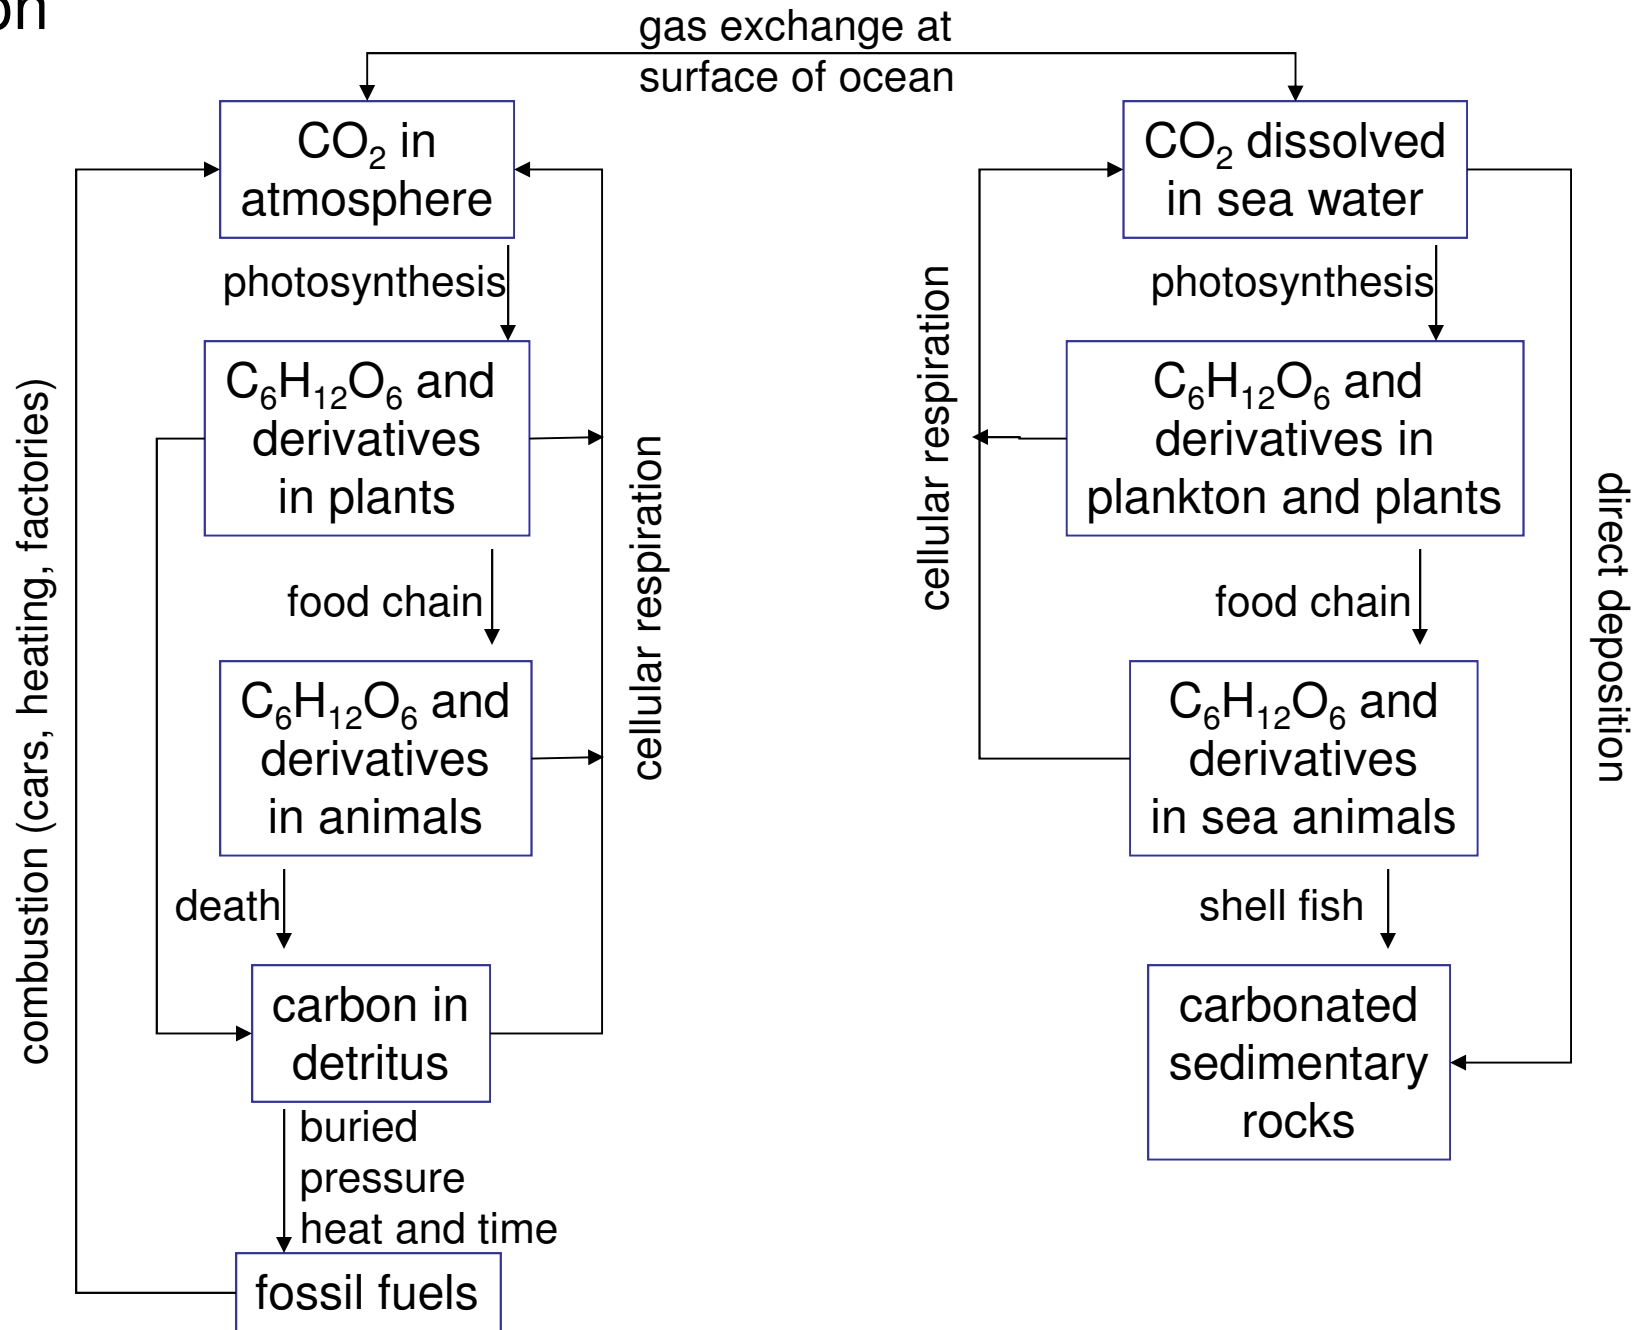 on
gas exchange at
surface of ocean
CO₂ in
atmosphere
CO₂ dissolved
in sea water
photosynthesis
photosynthesis
C₆H₁₂O₆ and
derivatives
in plants
C₆H₁₂O₆ and
derivatives in
plankton and plants
combustion (cars, heating, factories)
cellular respiration
cellular respiration
direct deposition
food chain
food chain
C₆H₁₂O₆ and
derivatives
in animals
C₆H₁₂O₆ and
derivatives
in sea animals
death
shell fish
carbon in
detritus
carbonated
sedimentary
rocks
buried
pressure
heat and time
fossil fuels